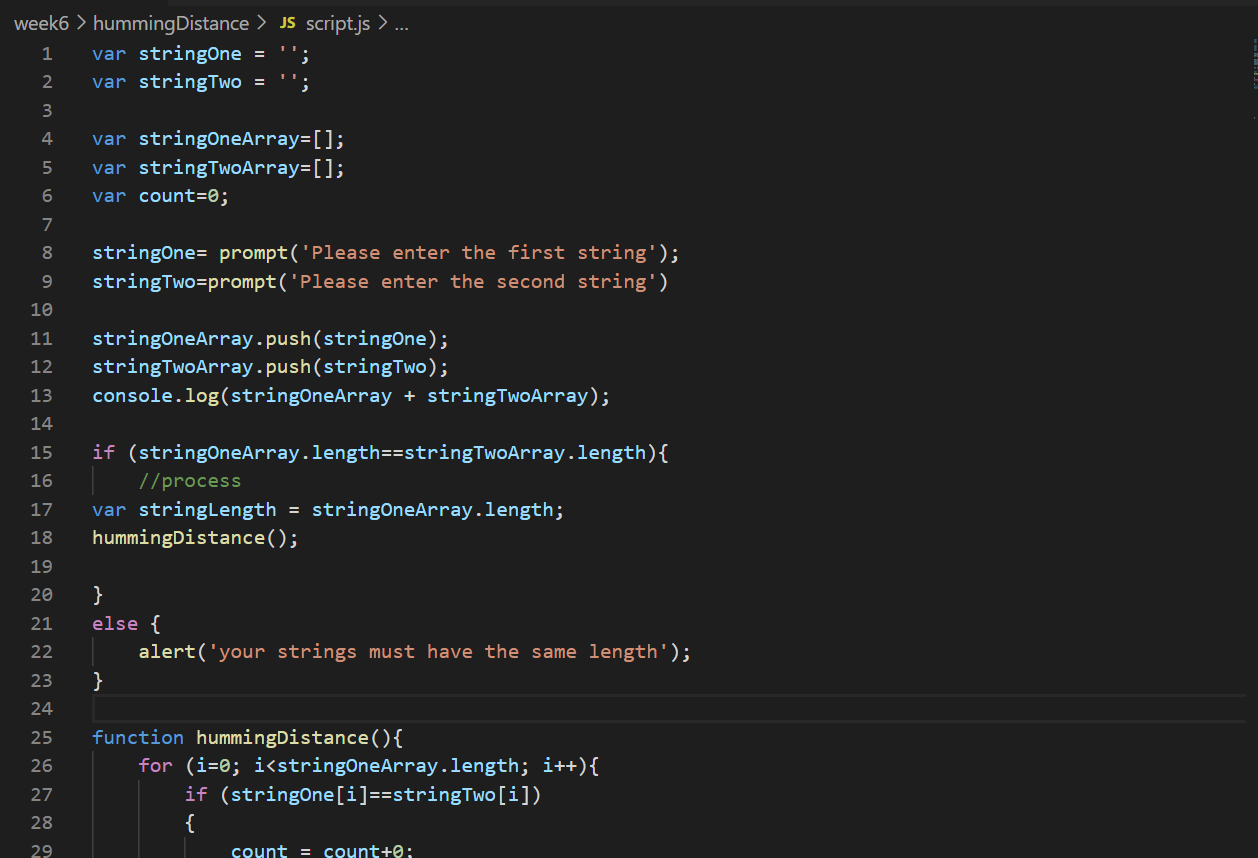 week6 > hummingDistance > JS script.js > ...
1 var stringOne = '';
2 var stringTwo = '';
3
4 var stringOneArray=[];
5 var stringTwoArray=[];
6 var count=0;
7
8 stringOne= prompt('Please enter the first string');
9 stringTwo=prompt('Please enter the second string')
10
11 stringOneArray.push(stringOne);
12 stringTwoArray.push(stringTwo);
13 console.log(stringOneArray + stringTwoArray);
14
15 if (stringOneArray.length==stringTwoArray.length){
16     //process
17 var stringLength = stringOneArray.length;
18 hummingDistance();
19
20 }
21 else {
22     alert('your strings must have the same length');
23 }
24
25 function hummingDistance(){
26     for (i=0; i<stringOneArray.length; i++){
27         if (stringOne[i]==stringTwo[i])
28         {
29             count = count+0;